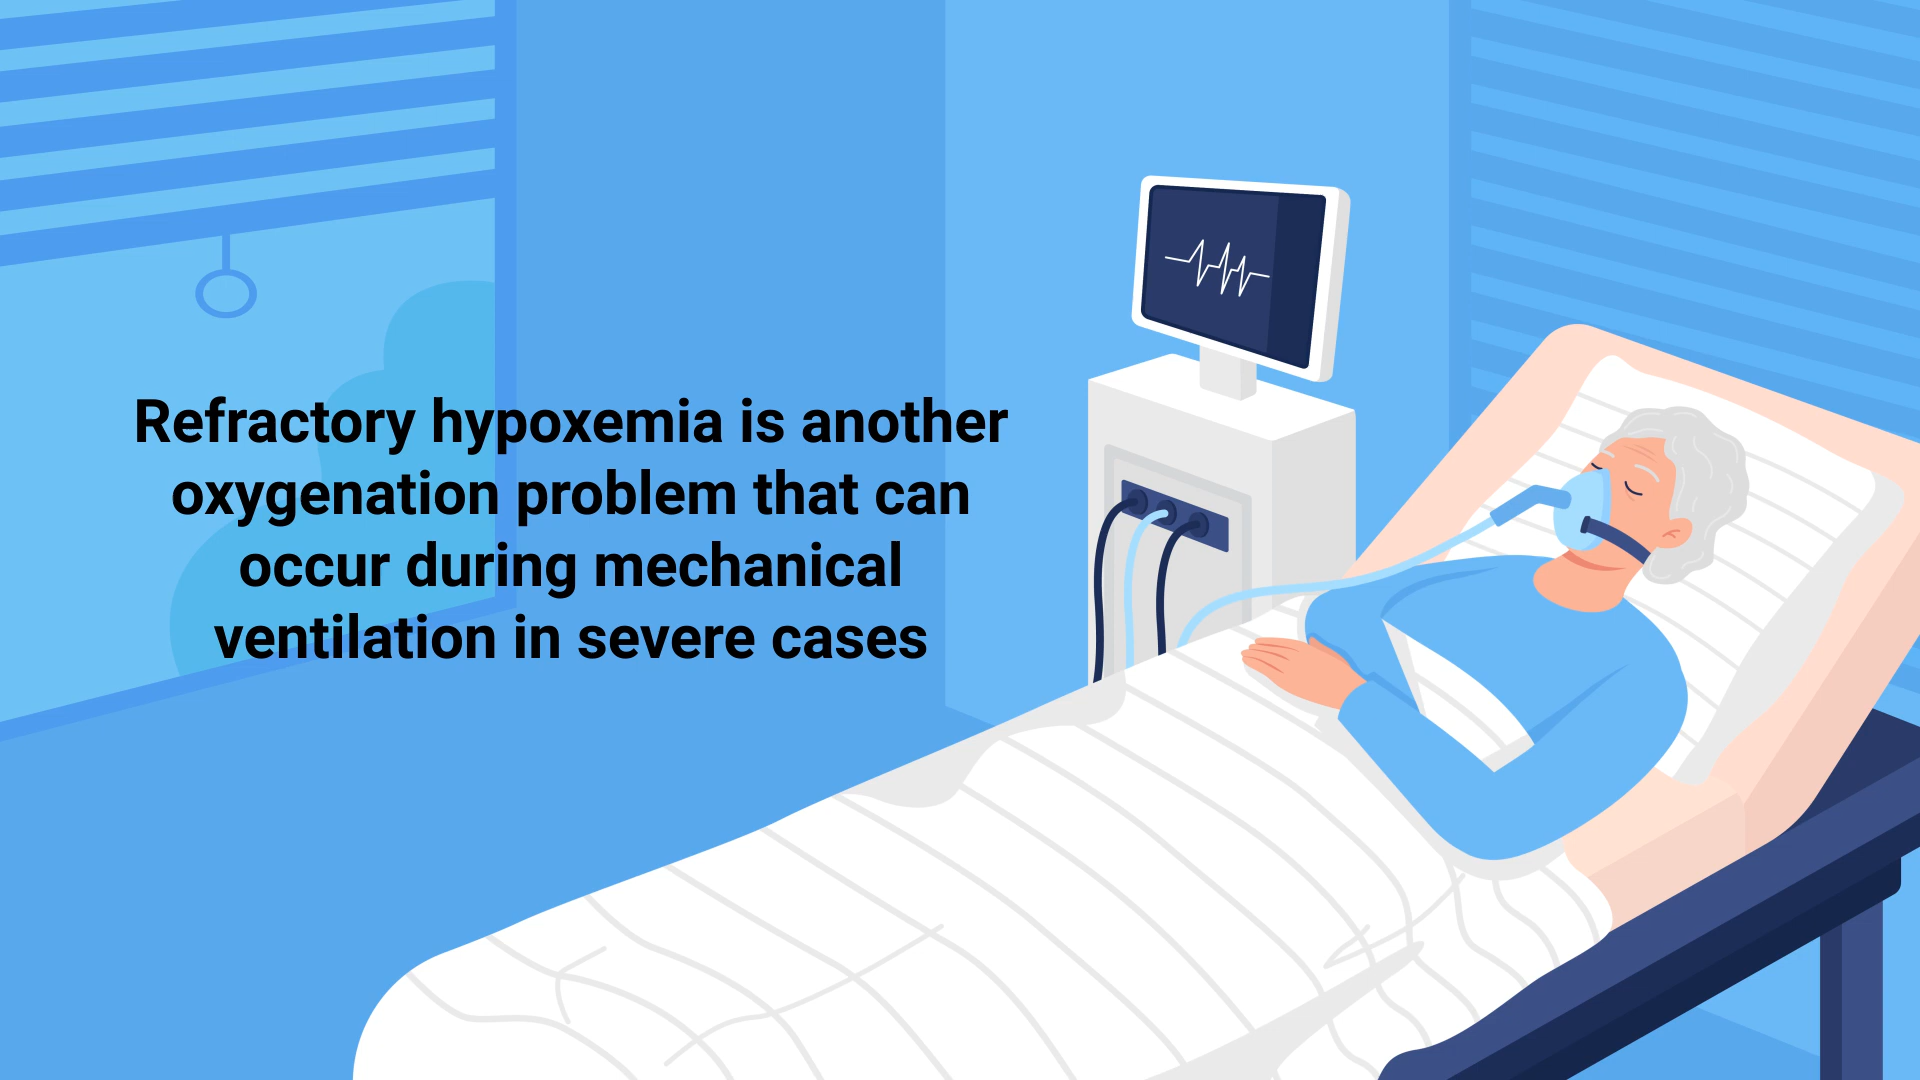 Refractory hypoxemia is another
oxygenation problem that can
occur during mechanical
ventilation in severe cases